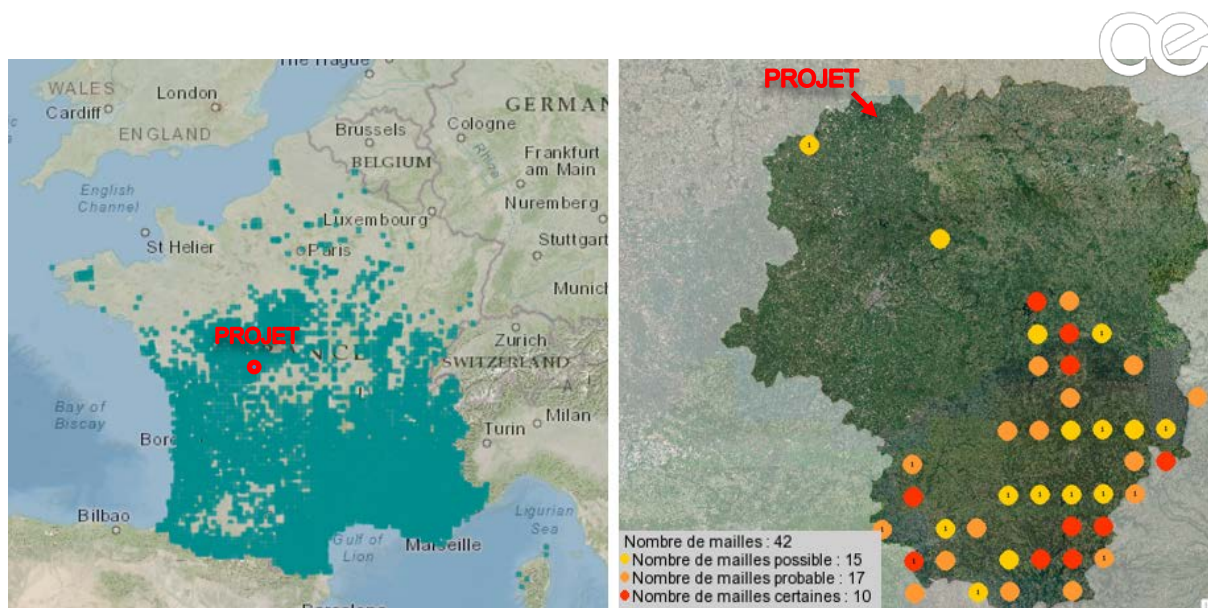 ae
The Hague
WALES
London
Cardiff
ENGLAND
GERMAN
Brussels
Cologne
BELGIUM
Rhine
Frankfurt
am Main
English
Channel
Luxembourg
Nuremberg
St Helier
Paris
Stuttgart
Munich
PROJET
FRANCE
Zurich
SWITZERLAND
A
Bay of
Biscay
Milan
Turin
Bilbao
Gulf of
Lion
Marseille
Ligurian
Sea
PROJET
Nombre de mailles : 42
Nombre de mailles possible : 15
Nombre de mailles probable : 17
Nombre de mailles certaines : 10